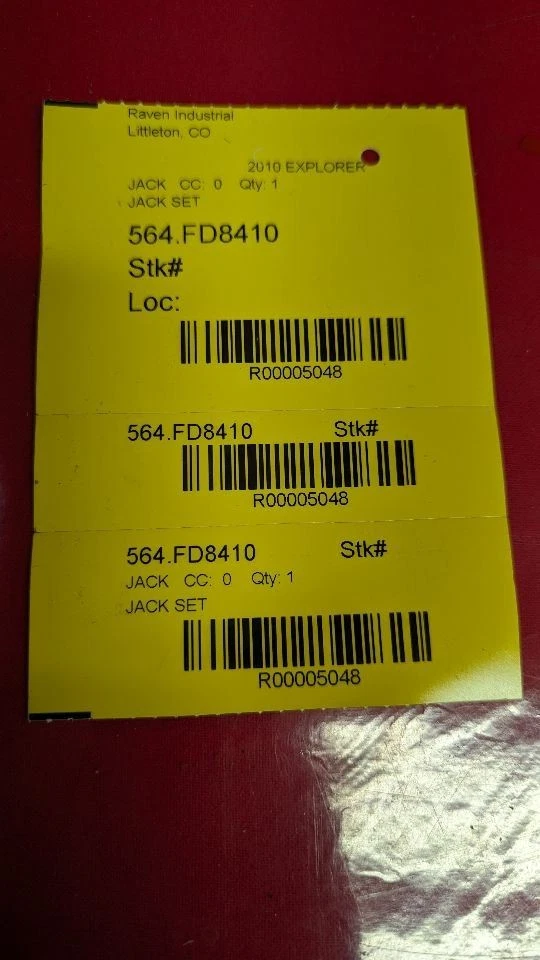 Raven Industrial
Littleton, CO
2010 EXPLORER
JACK CC: 0 Qty: 1
JACK SET
564.FD8410
Stk#
Loc:
R00005048
564.FD8410 Stk#
R00005048
564.FD8410 Stk#
JACK CC: 0 Qty: 1
JACK SET
R00005048